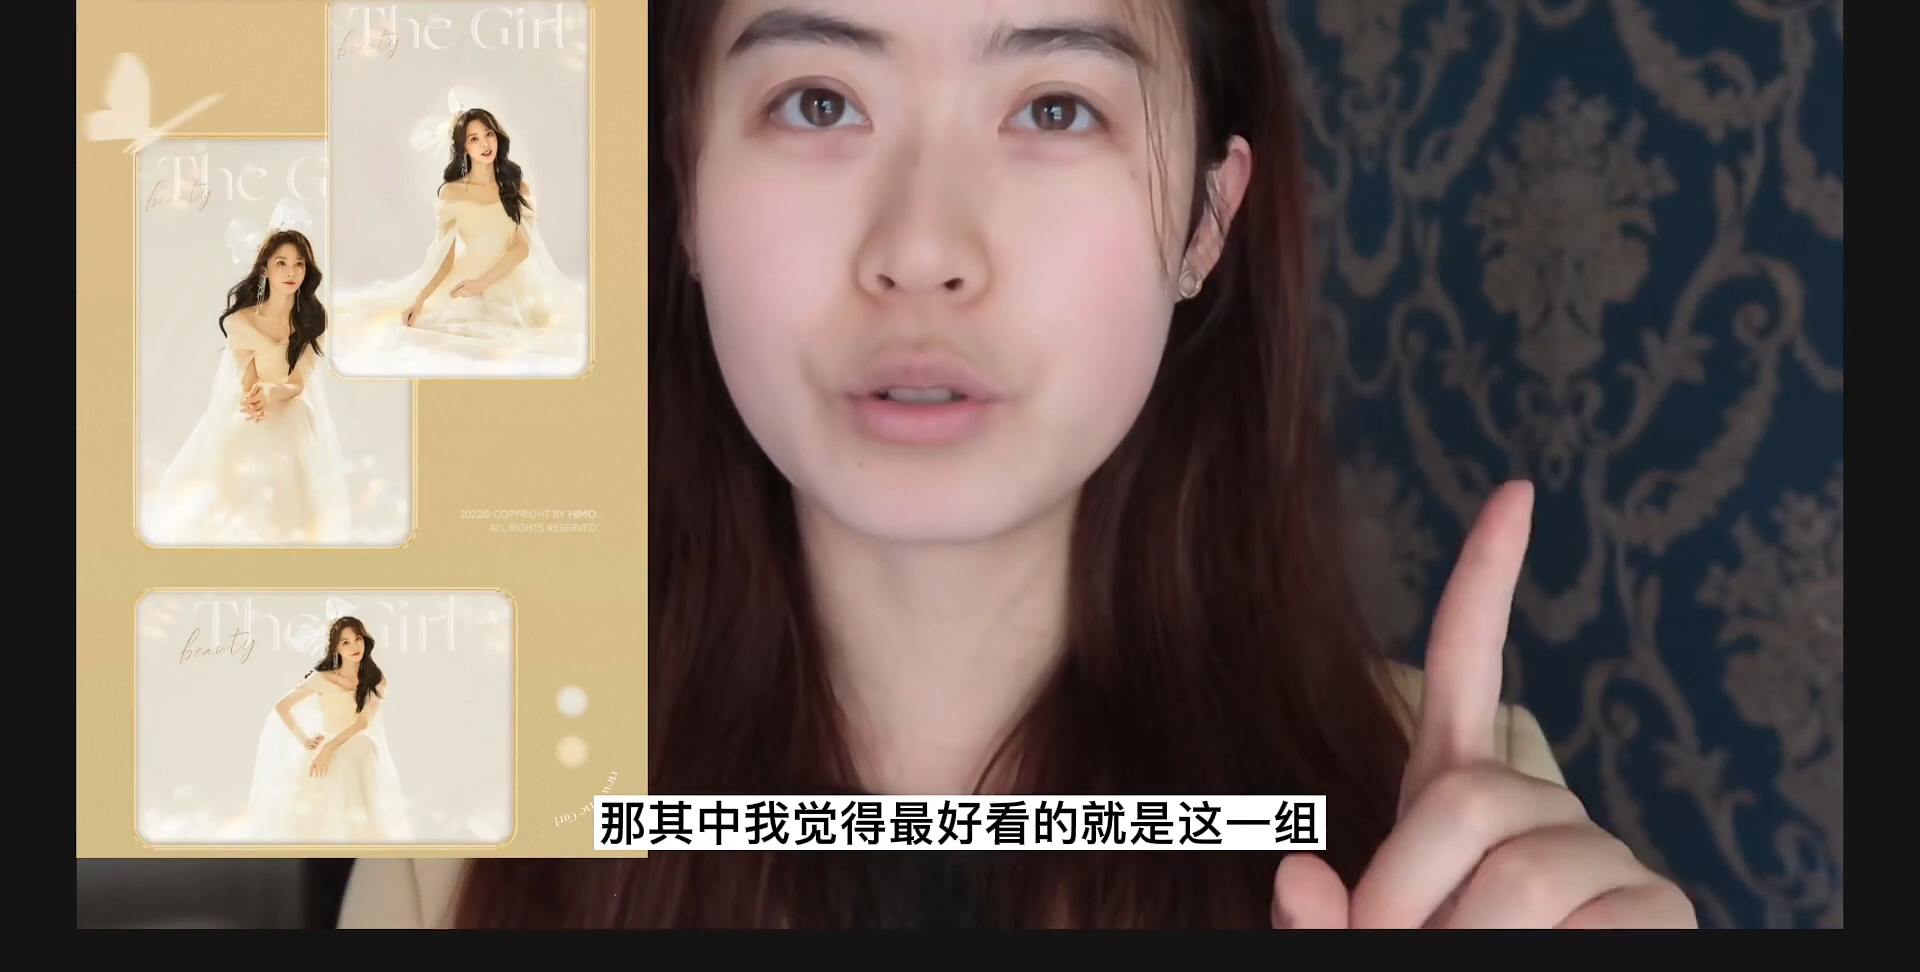 The Girl
beauty
The G
beauty
2022© COPYRIGHT BY HIMO
ALL RIGHTS RESERVED
The Girl
beauty
那其中我觉得最好看的就是这一组